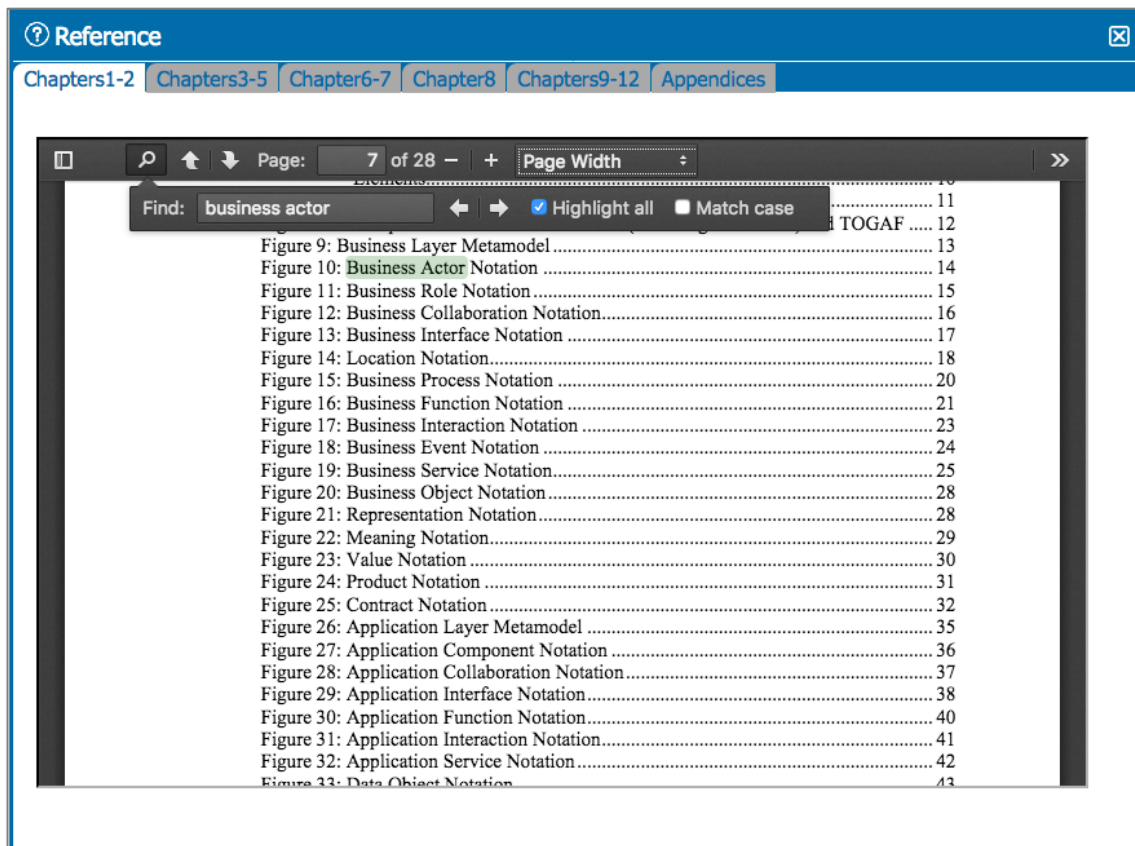 Reference
Chapters1-2 Chapters3-5 Chapter6-7 Chapter8 Chapters9-12 Appendices
Page: 7 of 28 − + Page Width »
Elements 10
Find: business actor Highlight all Match case
11
TOGAF ..... 12
Figure 9: Business Layer Metamodel 13
Figure 10: Business Actor Notation 14
Figure 11: Business Role Notation 15
Figure 12: Business Collaboration Notation 16
Figure 13: Business Interface Notation 17
Figure 14: Location Notation 18
Figure 15: Business Process Notation 20
Figure 16: Business Function Notation 21
Figure 17: Business Interaction Notation 23
Figure 18: Business Event Notation 24
Figure 19: Business Service Notation 25
Figure 20: Business Object Notation 28
Figure 21: Representation Notation 28
Figure 22: Meaning Notation 29
Figure 23: Value Notation 30
Figure 24: Product Notation 31
Figure 25: Contract Notation 32
Figure 26: Application Layer Metamodel 35
Figure 27: Application Component Notation 36
Figure 28: Application Collaboration Notation 37
Figure 29: Application Interface Notation 38
Figure 30: Application Function Notation 40
Figure 31: Application Interaction Notation 41
Figure 32: Application Service Notation 42
Figure 33: Data Object Notation 43